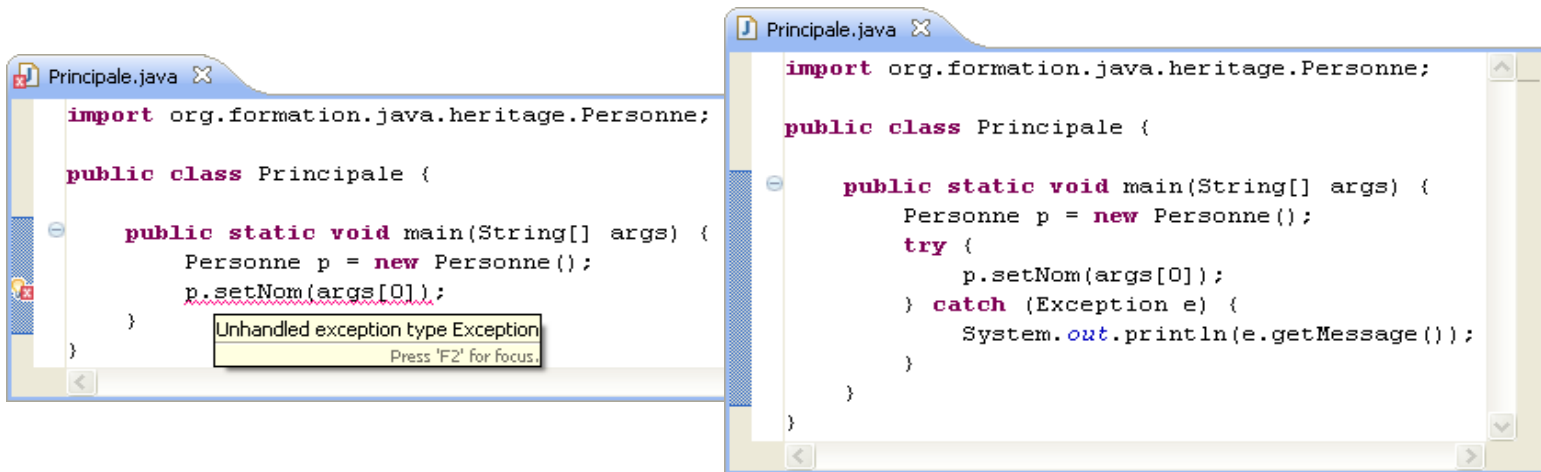 Principale.java
import org.formation.java.heritage.Personne;
public class Principale {
public static void main(String[] args) {
Personne p = new Personne();
p.setNom(args[0]);
}
}
Unhandled exception type Exception
Press 'F2' for focus.
Principale.java
import org.formation.java.heritage.Personne;
public class Principale {
public static void main(String[] args) {
Personne p = new Personne();
try {
p.setNom(args[0]);
} catch (Exception e) {
System.out.println(e.getMessage());
}
}
}